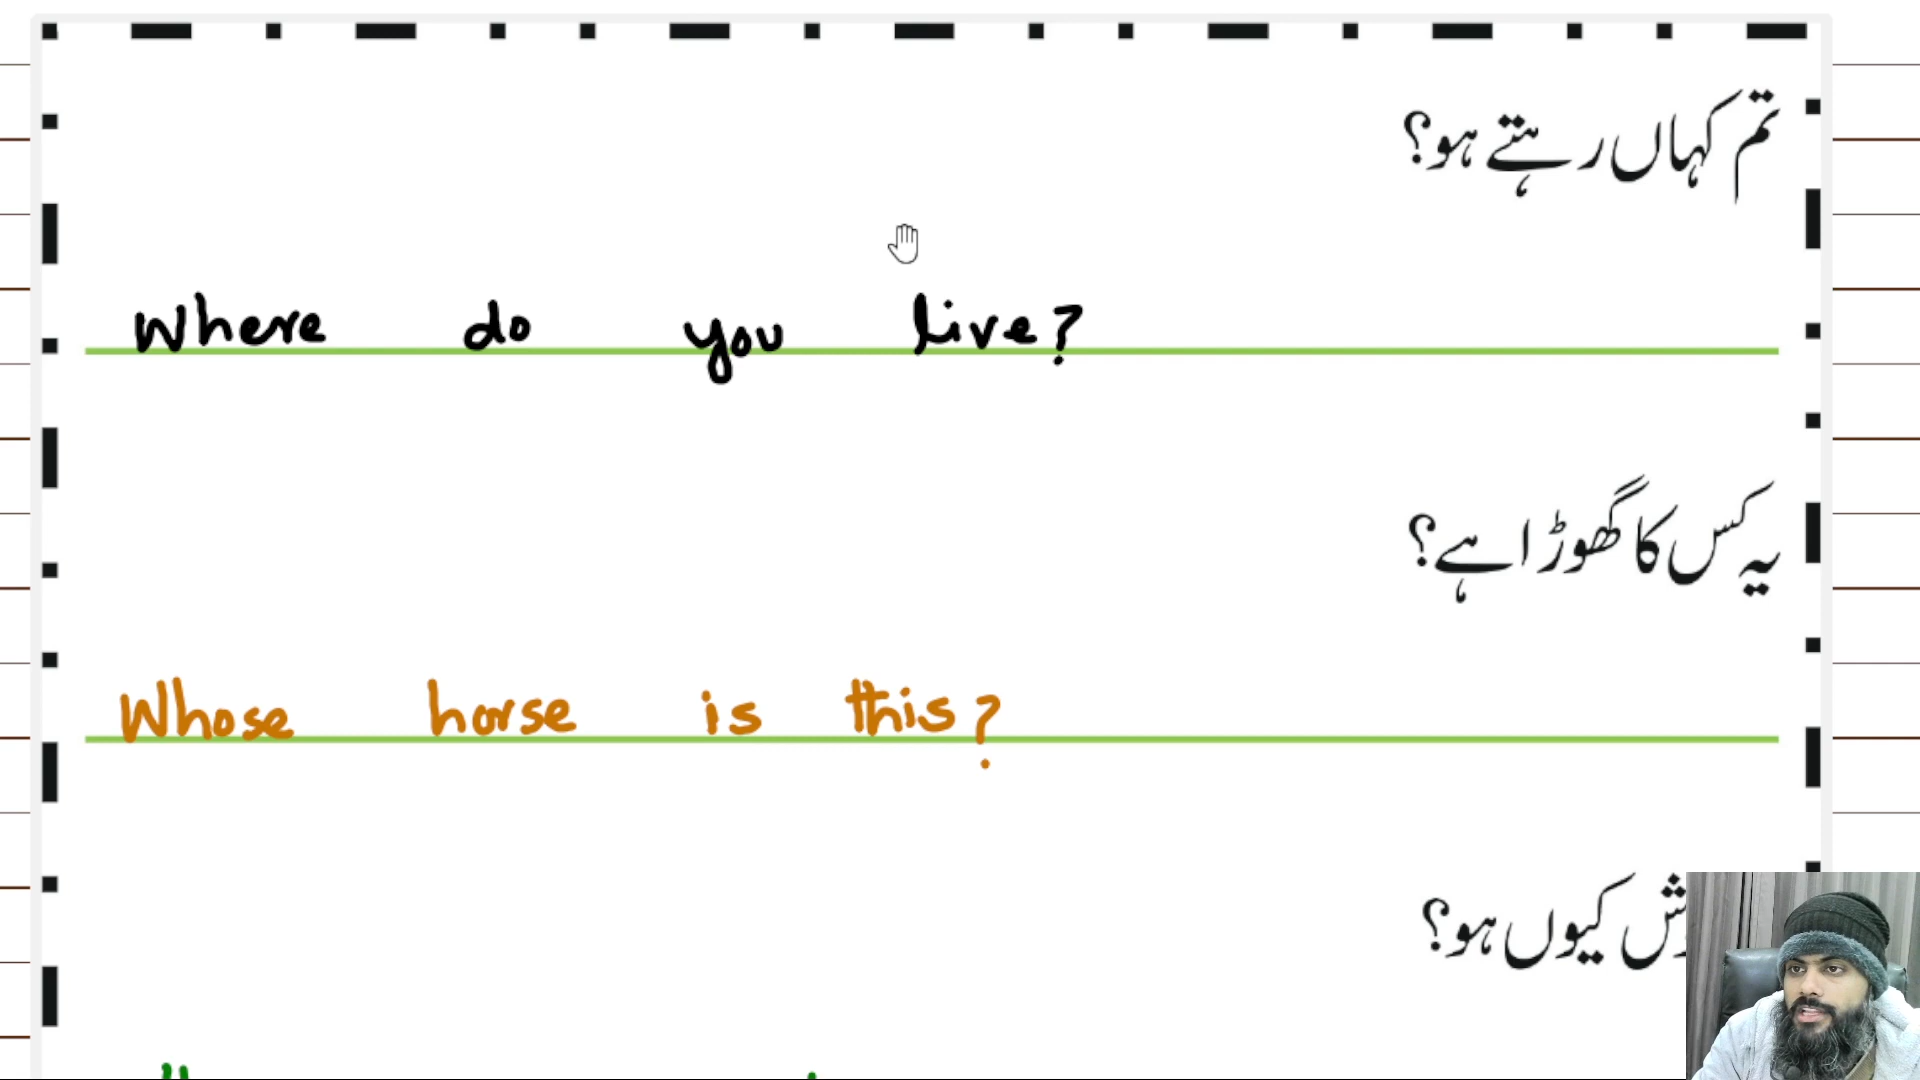 تم کہاں رہتے ہو؟
Where do you live?
یہ کس کا گھوڑا ہے؟
Whose horse is this?
کیوں ہو؟